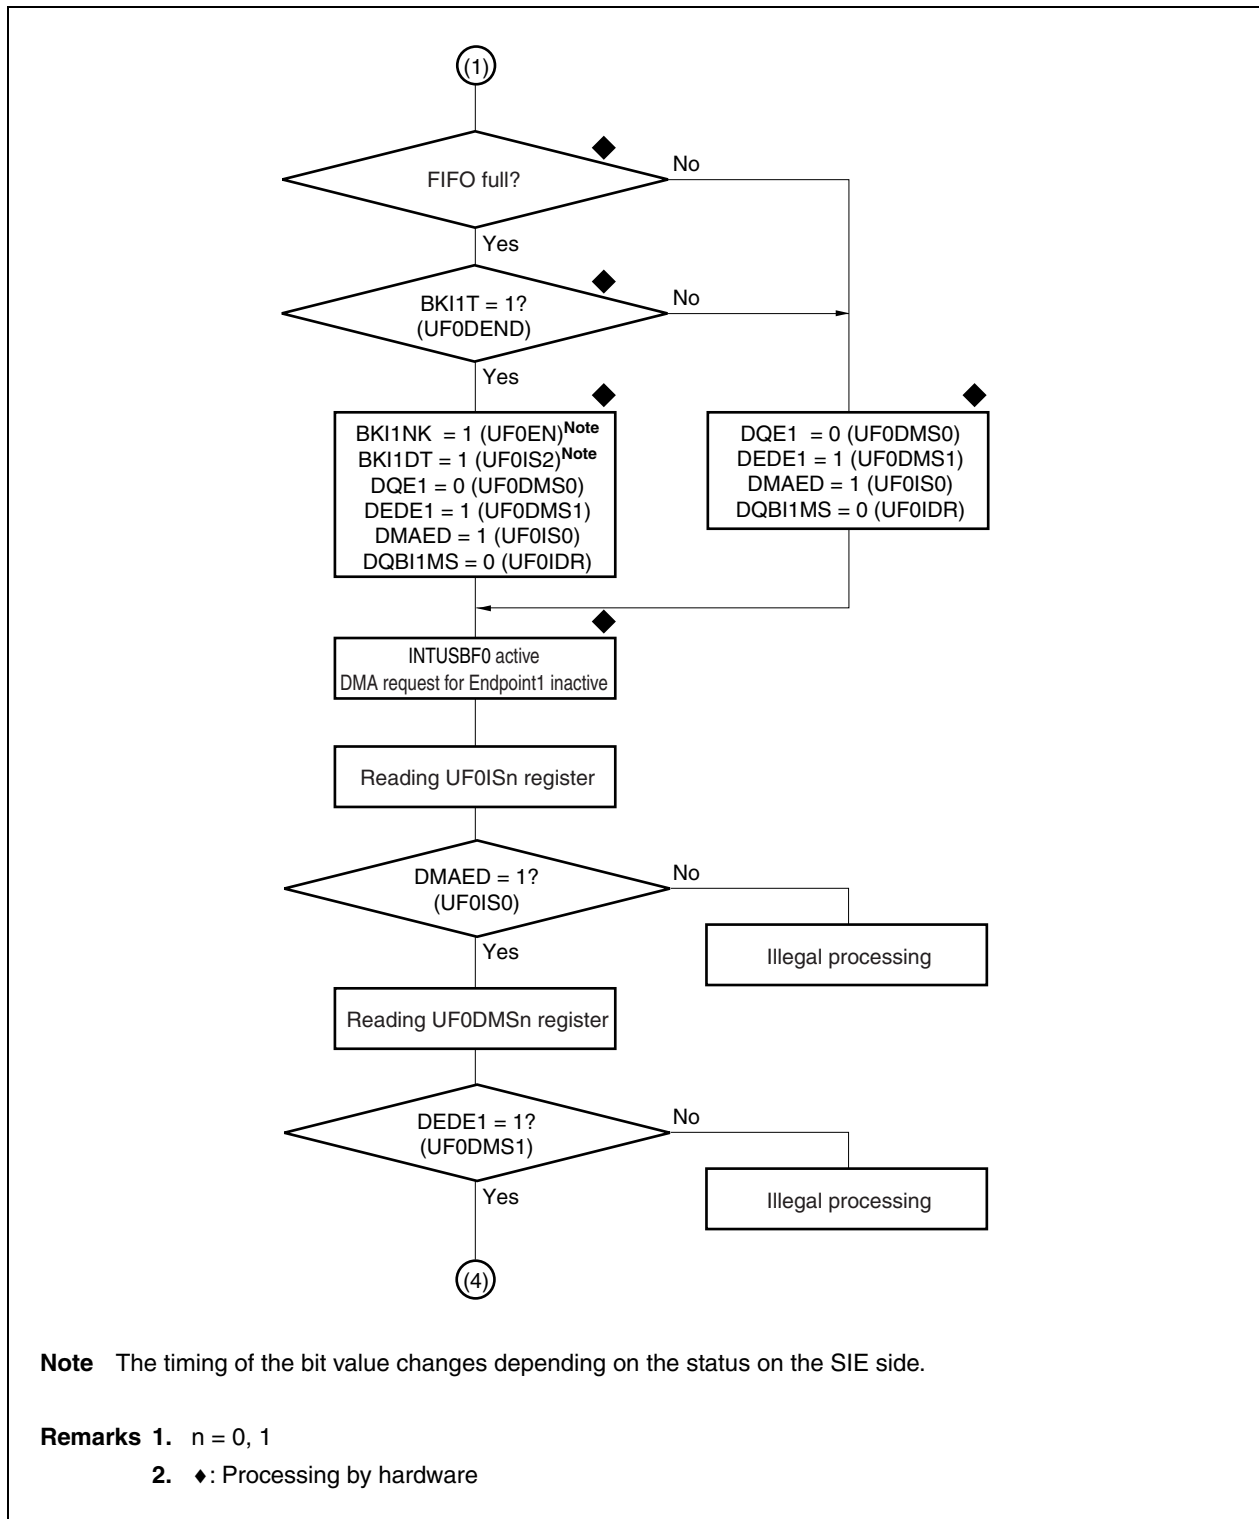 (1)
FIFO full?
No
Yes
BKI1T = 1?
(UF0DEND)
No
Yes
BKI1NK = 1 (UF0EN)Note
BKI1DT = 1 (UF0IS2)Note
DQE1 = 0 (UF0DMS0)
DEDE1 = 1 (UF0DMS1)
DMAED = 1 (UF0IS0)
DQBI1MS = 0 (UF0IDR)
DQE1 = 0 (UF0DMS0)
DEDE1 = 1 (UF0DMS1)
DMAED = 1 (UF0IS0)
DQBI1MS = 0 (UF0IDR)
INTUSBF0 active
DMA request for Endpoint1 inactive
Reading UF0ISn register
DMAED = 1?
(UF0IS0)
No
Illegal processing
Yes
Reading UF0DMSn register
DEDE1 = 1?
(UF0DMS1)
No
Illegal processing
Yes
(4)
Note The timing of the bit value changes depending on the status on the SIE side.
Remarks 1. n = 0, 1
2. ♦: Processing by hardware